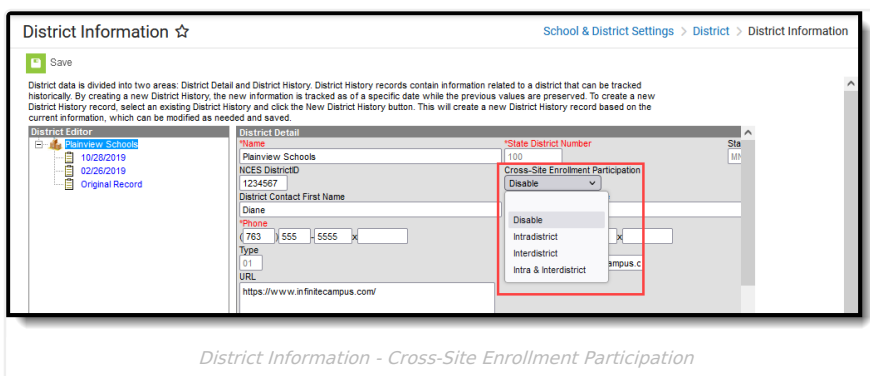 District Information ☆
School & District Settings > District > District Information
Save
District data is divided into two areas: District Detail and District History. District History records contain information related to a district that can be tracked
historically. By creating a new District History, the new information is tracked as of a specific date while the previous values are preserved. To create a new
District History record, select an existing District History and click the New District History button. This will create a new District History record based on the
current information, which can be modified as needed and saved.
District Editor
Plainview Schools
10/28/2019
02/26/2019
Original Record
District Detail
*Name *State District Number Sta
Plainview Schools 100 MN
NCES DistrictID Cross-Site Enrollment Participation
1234567 Disable
District Contact First Name
Diane
Disable
Intradistrict
Interdistrict
Intra & Interdistrict
*Phone
( 763 ) 555 - 5555 x x
Type
01 ampus.c
URL
https://www.infinitecampus.com/
District Information - Cross-Site Enrollment Participation